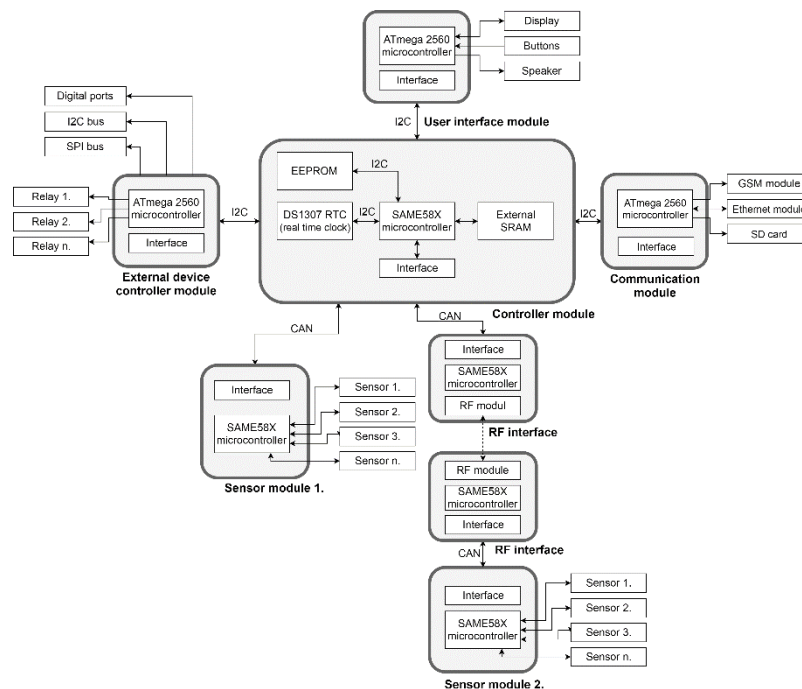 ATmega 2560
microcontroller
Interface
Display
Buttons
Speaker
I2C
User interface module
Digital ports
I2C bus
SPI bus
Relay 1.
Relay 2.
Relay n.
ATmega 2560
microcontroller
Interface
External device
controller module
I2C
EEPROM
I2C
DS1307 RTC
(real time clock)
I2C
SAME58X
microcontroller
External
SRAM
Interface
Controller module
I2C
ATmega 2560
microcontroller
Interface
Communication
module
GSM module
Ethernet module
SD card
CAN
CAN
Interface
SAME58X
microcontroller
Sensor 1.
Sensor 2.
Sensor 3.
Sensor n.
Sensor module 1.
Interface
SAME58X
microcontroller
RF modul
RF interface
RF module
SAME58X
microcontroller
Interface
RF interface
CAN
Interface
SAME58X
microcontroller
Sensor 1.
Sensor 2.
Sensor 3.
Sensor n.
Sensor module 2.